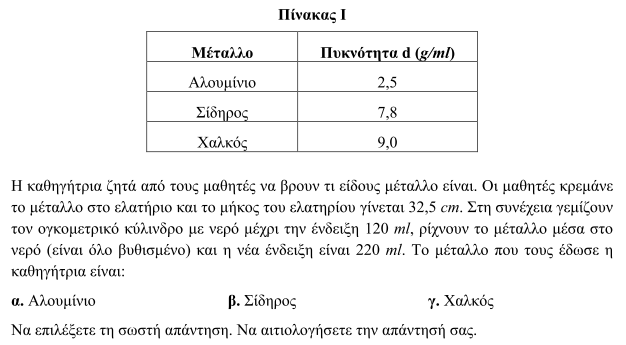 Πίνακας Ι
Μέταλλο Πυκνότητα d (g/ml)
Αλουμίνιο 2,5
Σίδηρος 7,8
Χαλκός 9,0
Η καθηγήτρια ζητά από τους μαθητές να βρουν τι είδους μέταλλο είναι. Οι μαθητές κρεμάνε
το μέταλλο στο ελατήριο και το μήκος του ελατηρίου γίνεται 32,5 cm. Στη συνέχεια γεμίζουν
τον ογκομετρικό κύλινδρο με νερό μέχρι την ένδειξη 120 ml, ρίχνουν το μέταλλο μέσα στο
νερό (είναι όλο βυθισμένο) και η νέα ένδειξη είναι 220 ml. Το μέταλλο που τους έδωσε η
καθηγήτρια είναι:
α. Αλουμίνιο β. Σίδηρος γ. Χαλκός
Να επιλέξετε τη σωστή απάντηση. Να αιτιολογήσετε την απάντησή σας.